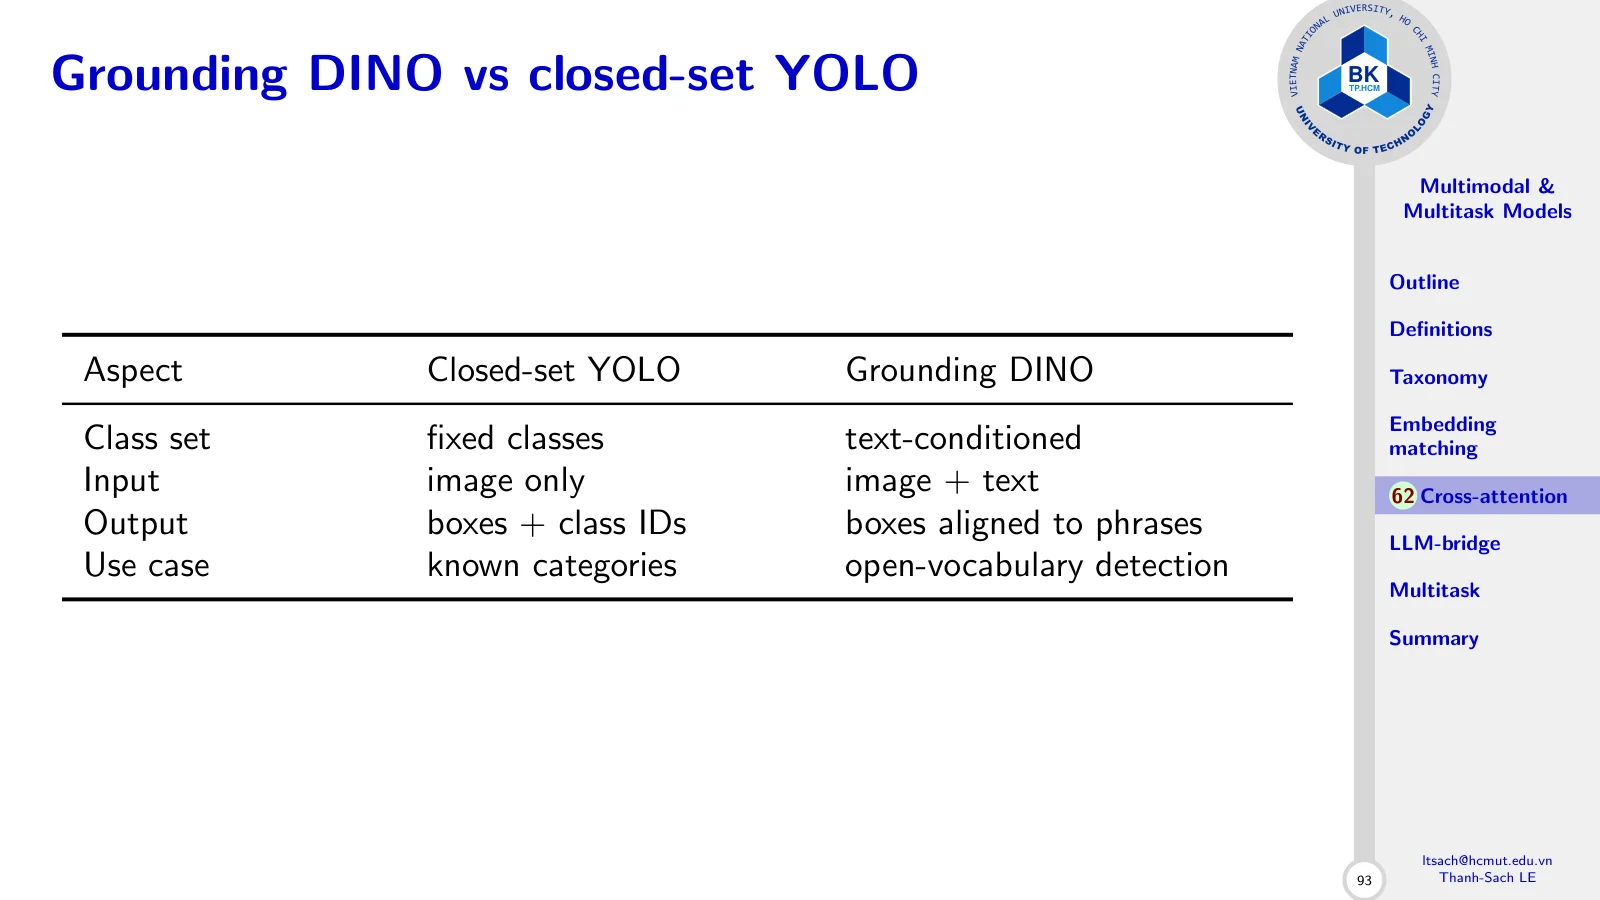 Grounding DINO vs closed-set YOLO
VIETNAM NATIONAL UNIVERSITY, HO CHI MINH CITY
BK
TP.HCM
UNIVERSITY OF TECHNOLOGY
Aspect Closed-set YOLO Grounding DINO
Class set fixed classes text-conditioned
Input image only image + text
Output boxes + class IDs boxes aligned to phrases
Use case known categories open-vocabulary detection
Multimodal &
Multitask Models
Outline
Definitions
Taxonomy
Embedding
matching
62 Cross-attention
LLM-bridge
Multitask
Summary
ltsach@hcmut.edu.vn
Thanh-Sach LE
93